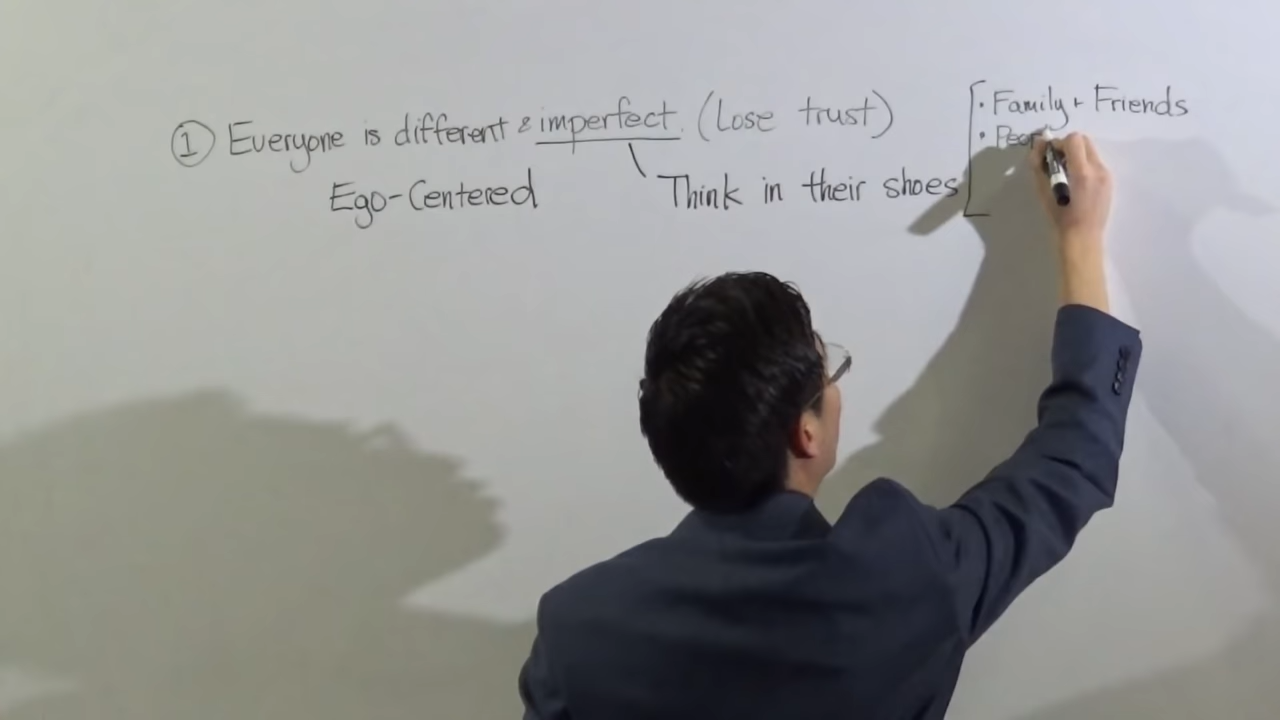 ① Everyone is different & imperfect. (Lose trust)
Ego-Centered
Think in their shoes
· Family + Friends